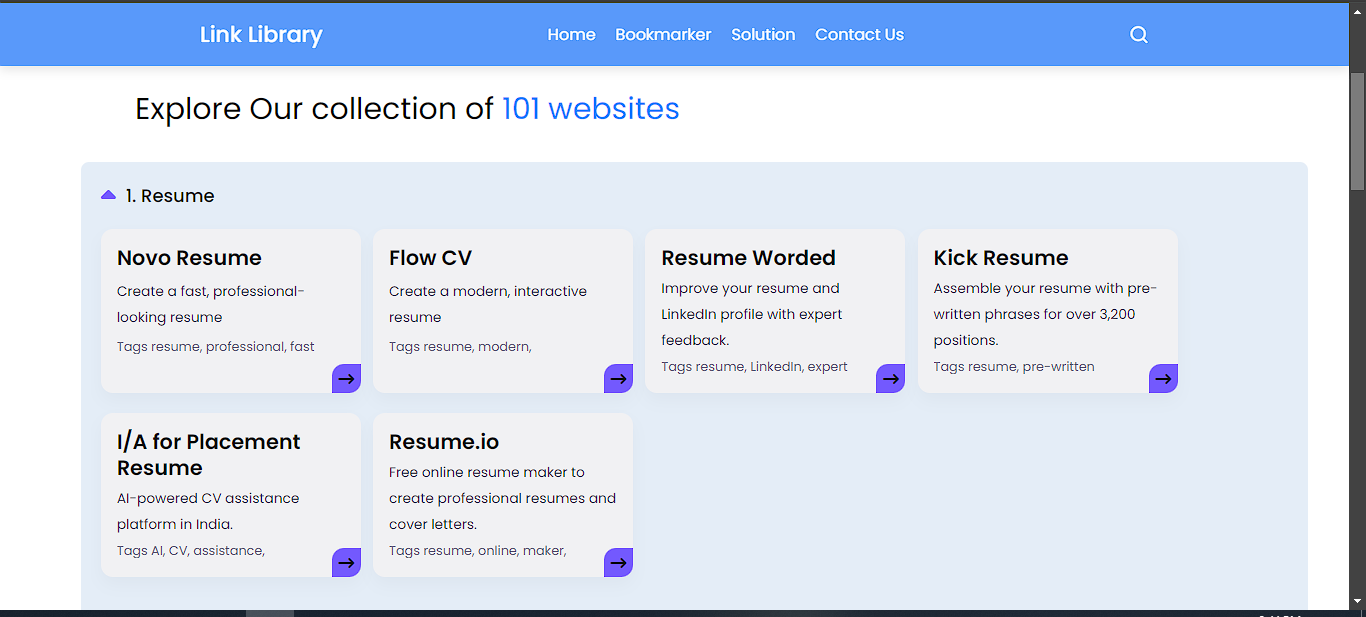 Link Library
Home Bookmarker Solution Contact Us
Explore Our collection of 101 websites
1. Resume
Novo Resume
Create a fast, professional-
looking resume
Tags resume, professional, fast
Flow CV
Create a modern, interactive
resume
Tags resume, modern,
Resume Worded
Improve your resume and
LinkedIn profile with expert
feedback.
Tags resume, LinkedIn, expert
Kick Resume
Assemble your resume with pre-
written phrases for over 3,200
positions.
Tags resume, pre-written
I/A for Placement
Resume
AI-powered CV assistance
platform in India.
Tags AI, CV, assistance,
Resume.io
Free online resume maker to
create professional resumes and
cover letters.
Tags resume, online, maker,